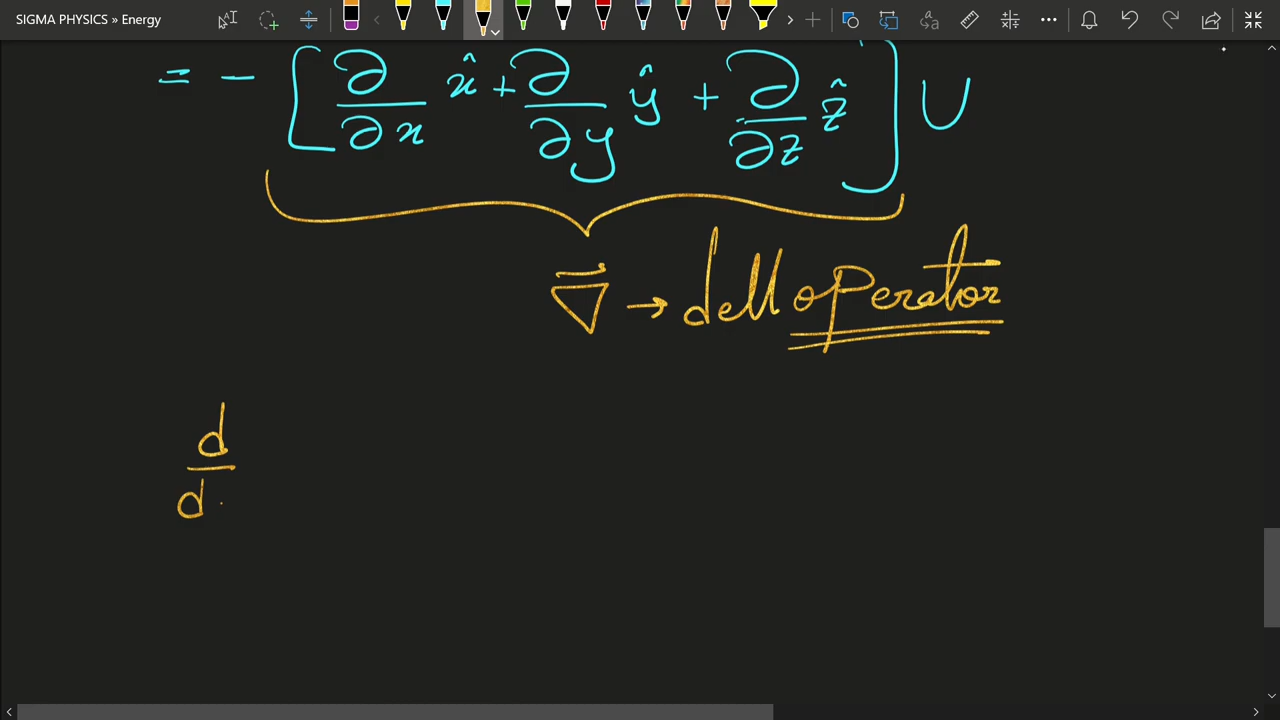 SIGMA PHYSICS » Energy
= - [ ∂/∂x x̂ + ∂/∂y ŷ + ∂/∂z ẑ ] U
∇⃗ → dell operator
d/d